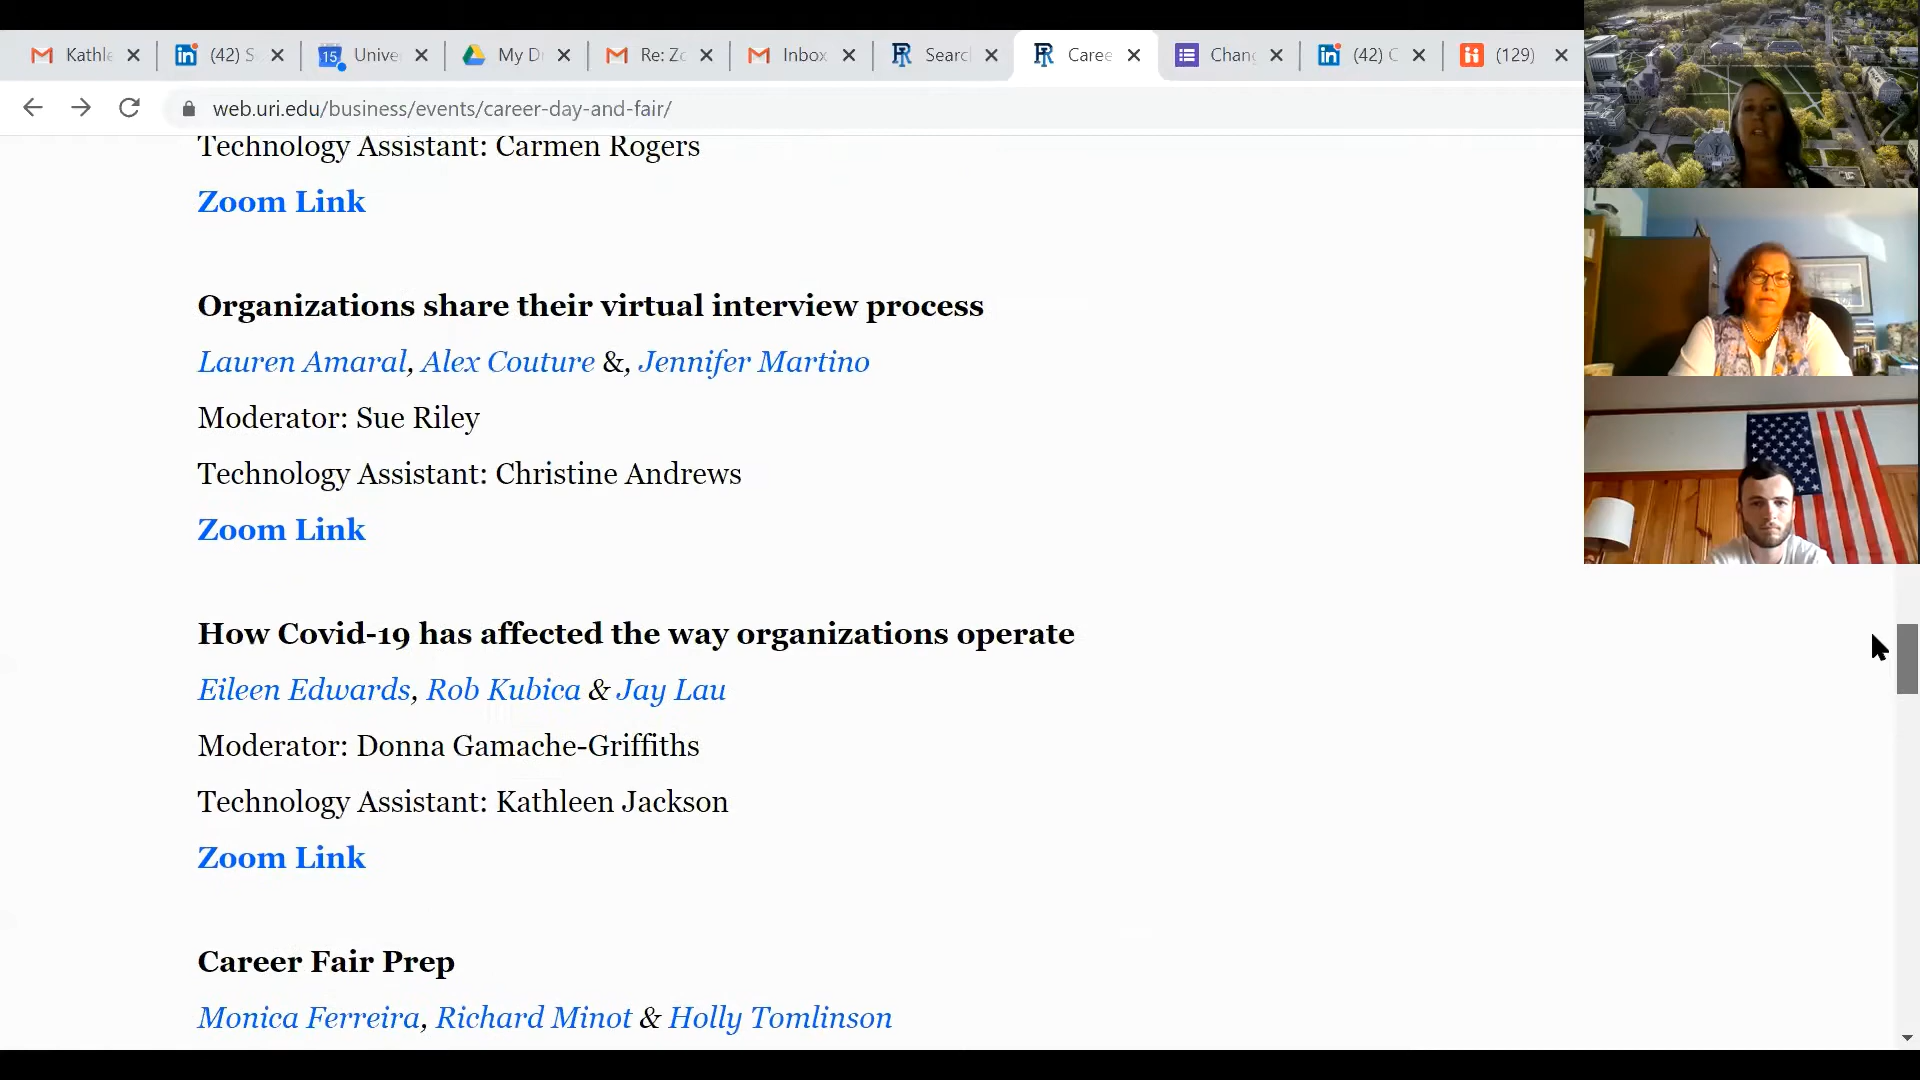 Kathle
(42) S
15
Unive
My D
Re: Zo
Inbox
Searc
Caree
Chang
(42) C
(129)
web.uri.edu/business/events/career-day-and-fair/
Technology Assistant: Carmen Rogers
Zoom Link
Organizations share their virtual interview process
Lauren Amaral, Alex Couture &, Jennifer Martino
Moderator: Sue Riley
Technology Assistant: Christine Andrews
Zoom Link
How Covid-19 has affected the way organizations operate
Eileen Edwards, Rob Kubica & Jay Lau
Moderator: Donna Gamache-Griffiths
Technology Assistant: Kathleen Jackson
Zoom Link
Career Fair Prep
Monica Ferreira, Richard Minot & Holly Tomlinson